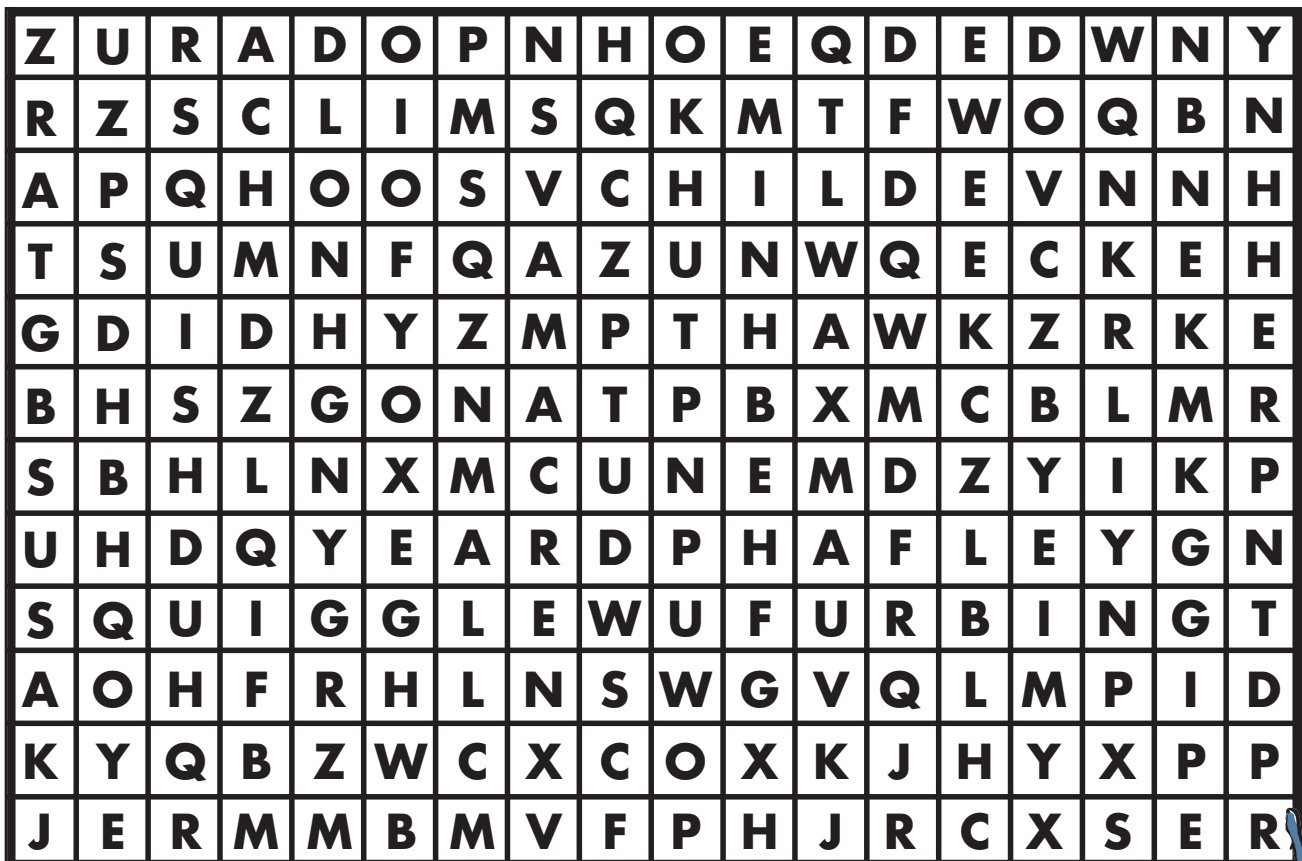 Z U R A D O P N H O E Q D E D W N Y
R Z S C L I M S Q K M T F W O Q B N
A P Q H O O S V C H I L D E V N N H
T S U M N F Q A Z U N W Q E C K E H
G D I D H Y Z M P T H A W K Z R K E
B H S Z G O N A T P B X M C B L M R
S B H L N X M C U N E M D Z Y I K P
U H D Q Y E A R D P H A F L E Y G N
S Q U I G G L E W U F U R B I N G T
A O H F R H L N S W G V Q L M P I D
K Y Q B Z W C X C O X K J H Y X P P
J E R M M B M V F P H J R C X S E R